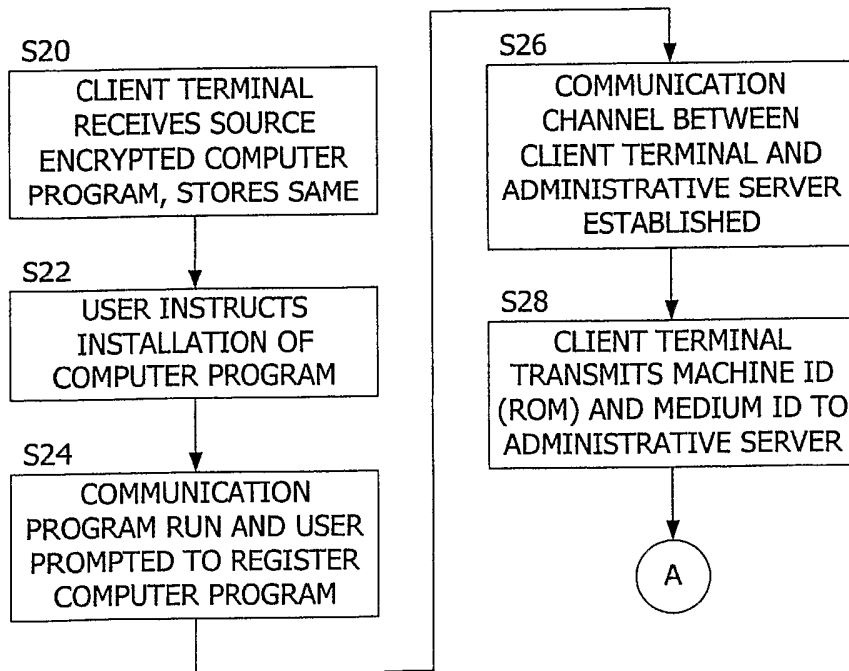 S20
CLIENT TERMINAL
RECEIVES SOURCE
ENCRYPTED COMPUTER
PROGRAM, STORES SAME
S22
USER INSTRUCTS
INSTALLATION OF
COMPUTER PROGRAM
S24
COMMUNICATION
PROGRAM RUN AND USER
PROMPTED TO REGISTER
COMPUTER PROGRAM
S26
COMMUNICATION
CHANNEL BETWEEN
CLIENT TERMINAL AND
ADMINISTRATIVE SERVER
ESTABLISHED
S28
CLIENT TERMINAL
TRANSMITS MACHINE ID
(ROM) AND MEDIUM ID TO
ADMINISTRATIVE SERVER
A